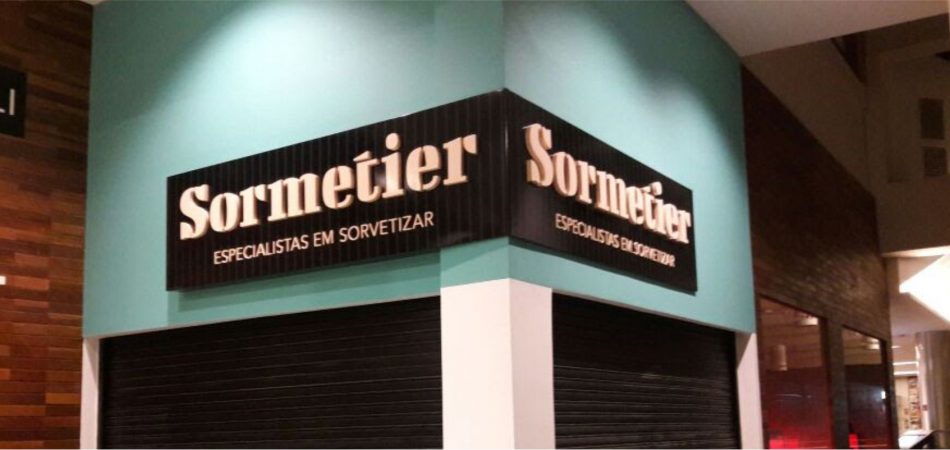 Sormetier
ESPECIALISTAS EM SORVETIZAR
Sormetier
ESPECIALISTAS EM SORVETIZAR